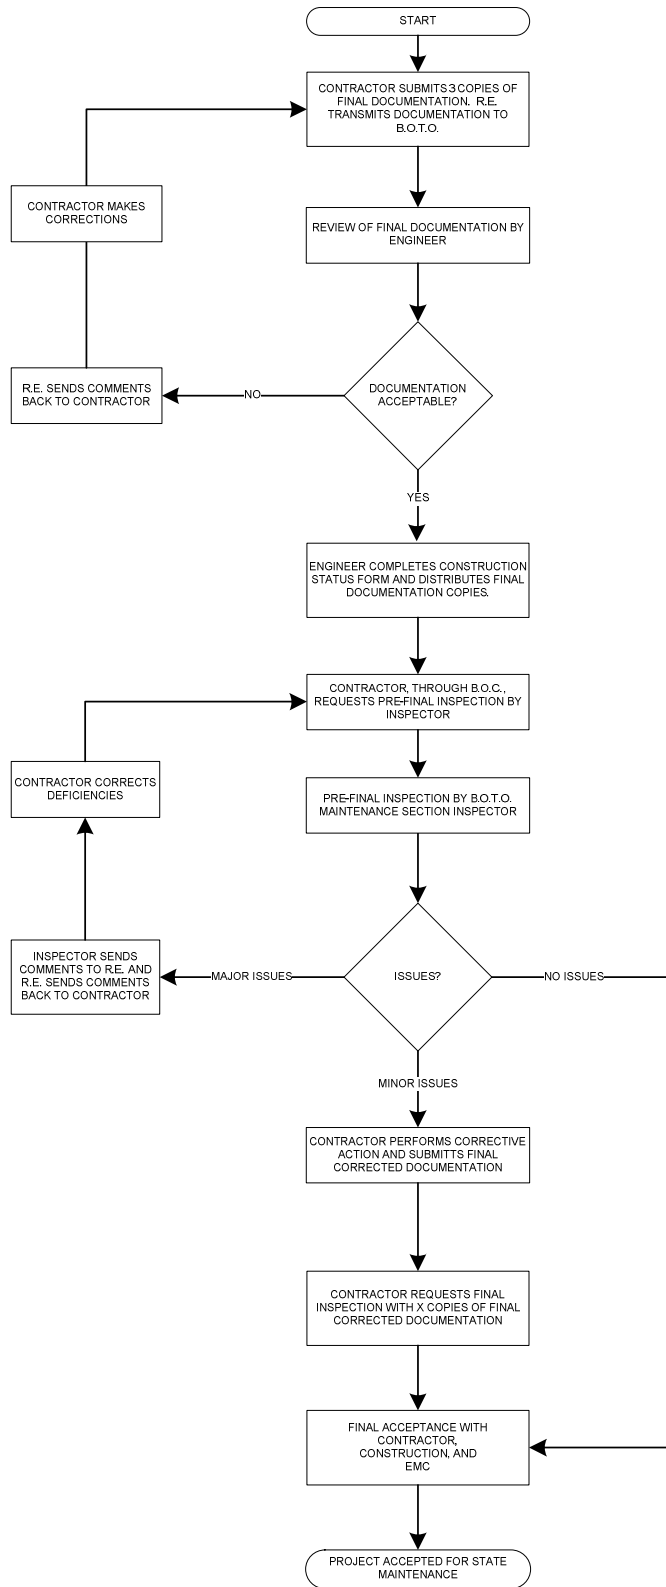 START
CONTRACTOR SUBMITS 3 COPIES OF
FINAL DOCUMENTATION. R.E.
TRANSMITS DOCUMENTATION TO
B.O.T.O.
CONTRACTOR MAKES
CORRECTIONS
REVIEW OF FINAL DOCUMENTATION BY
ENGINEER
R.E. SENDS COMMENTS
BACK TO CONTRACTOR
NO
DOCUMENTATION
ACCEPTABLE?
YES
ENGINEER COMPLETES CONSTRUCTION
STATUS FORM AND DISTRIBUTES FINAL
DOCUMENTATION COPIES.
CONTRACTOR, THROUGH B.O.C.,
REQUESTS PRE-FINAL INSPECTION BY
INSPECTOR
CONTRACTOR CORRECTS
DEFICIENCIES
PRE-FINAL INSPECTION BY B.O.T.O.
MAINTENANCE SECTION INSPECTOR
INSPECTOR SENDS
COMMENTS TO R.E. AND
R.E. SENDS COMMENTS
BACK TO CONTRACTOR
MAJOR ISSUES
ISSUES?
NO ISSUES
MINOR ISSUES
CONTRACTOR PERFORMS CORRECTIVE
ACTION AND SUBMITTS FINAL
CORRECTED DOCUMENTATION
CONTRACTOR REQUESTS FINAL
INSPECTION WITH X COPIES OF FINAL
CORRECTED DOCUMENTATION
FINAL ACCEPTANCE WITH
CONTRACTOR,
CONSTRUCTION, AND
EMC
PROJECT ACCEPTED FOR STATE
MAINTENANCE